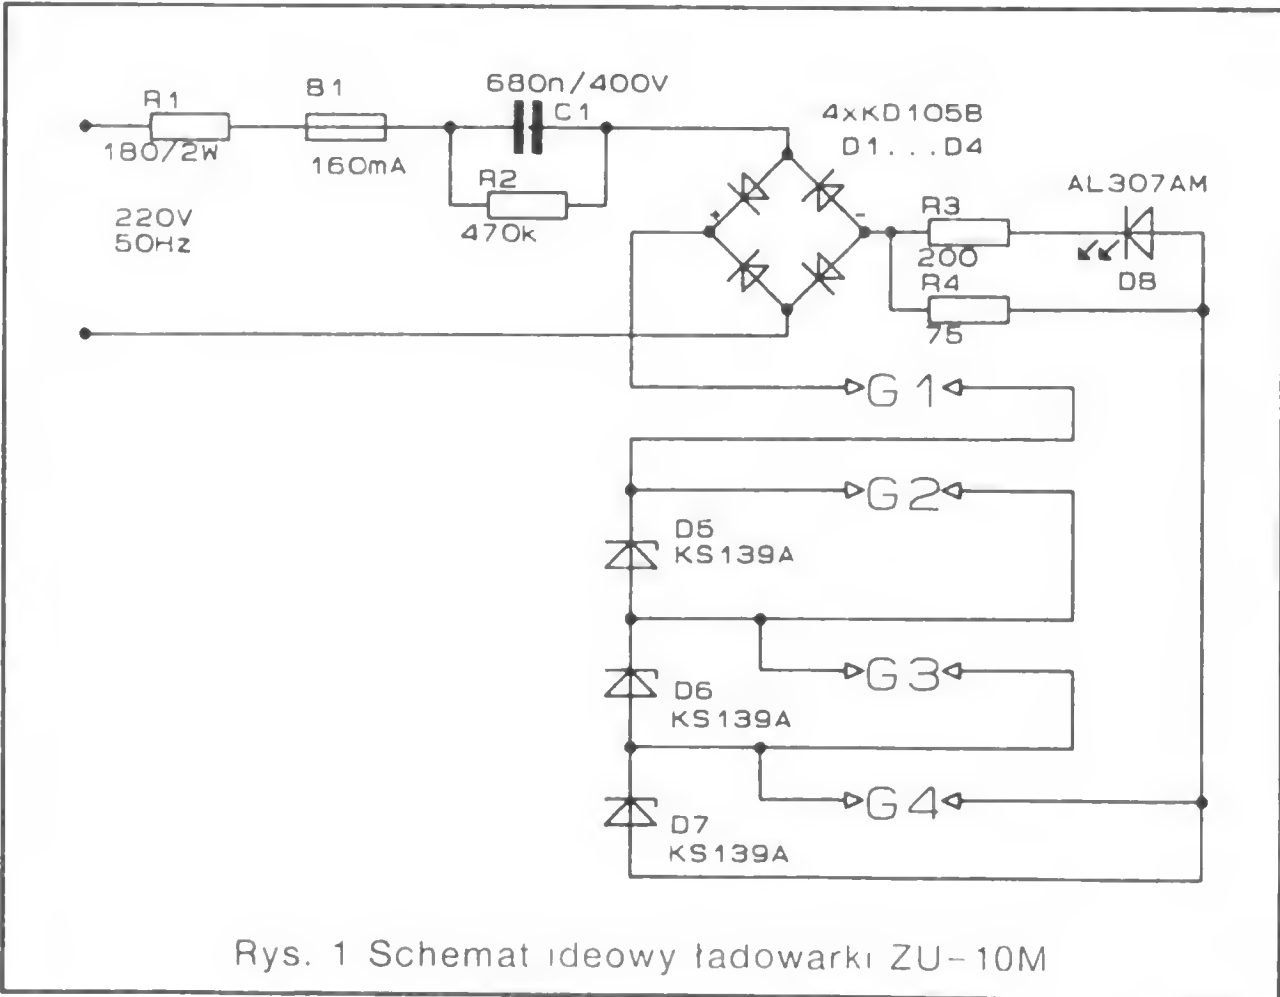 680n/400V
B1
R1
C1
4xKD105B
D1...D4
180/2W
160mA
R2
AL307AM
220V
50Hz
470k
+
-
R3
200
D8
R4
75
G1
G2
D5
KS139A
G3
D6
KS139A
G4
D7
KS139A
Rys. 1 Schemat ideowy ładowarki ZU-10M